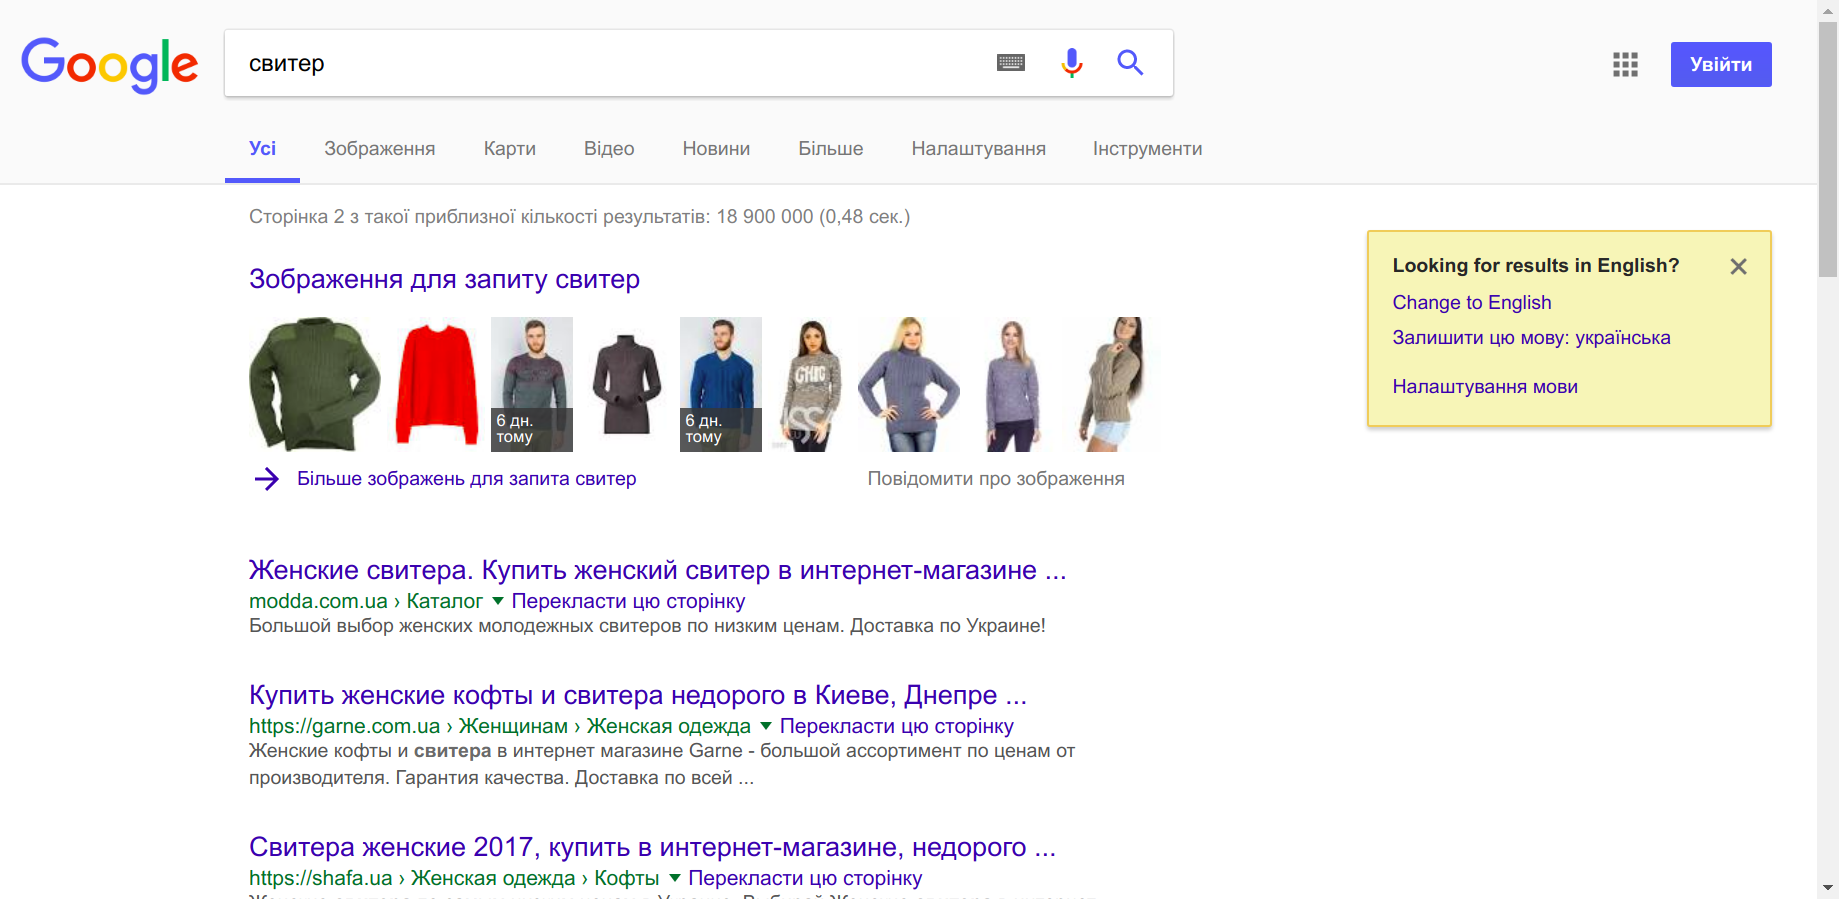 Google
свитер
Увійти
Усі Зображення Карти Відео Новини Більше Налаштування Інструменти
Сторінка 2 з такої приблизної кількості результатів: 18 900 000 (0,48 сек.)
Looking for results in English?
Change to English
Залишити цю мову: українська
Налаштування мови
Зображення для запиту свитер
CHIC
6 дн.
тому
6 дн.
тому
Більше зображень для запита свитер
Повідомити про зображення
Женские свитера. Купить женский свитер в интернет-магазине ...
modda.com.ua › Каталог Перекласти цю сторінку
Большой выбор женских молодежных свитеров по низким ценам. Доставка по Украине!
Купить женские кофты и свитера недорого в Киеве, Днепре ...
https://garne.com.ua › Женщинам › Женская одежда Перекласти цю сторінку
Женские кофты и свитера в интернет магазине Garne - большой ассортимент по ценам от
производителя. Гарантия качества. Доставка по всей ...
Свитера женские 2017, купить в интернет-магазине, недорого ...
https://shafa.ua › Женская одежда › Кофты Перекласти цю сторінку